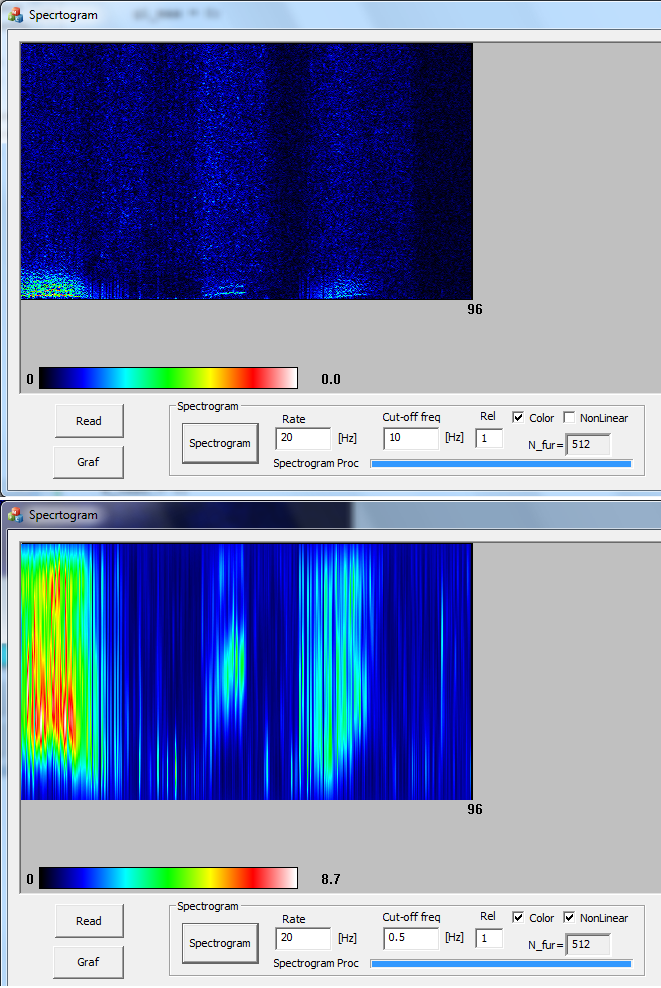 Specrtogram
96
0 0.0
Read
Graf
Spectrogram
Spectrogram
Rate
20 [Hz]
Cut-off freq
10 [Hz]
Rel
1
Color
NonLinear
N_fur= 512
Spectrogram Proc
Specrtogram
96
0 8.7
Read
Graf
Spectrogram
Spectrogram
Rate
20 [Hz]
Cut-off freq
0.5 [Hz]
Rel
1
Color
NonLinear
N_fur= 512
Spectrogram Proc